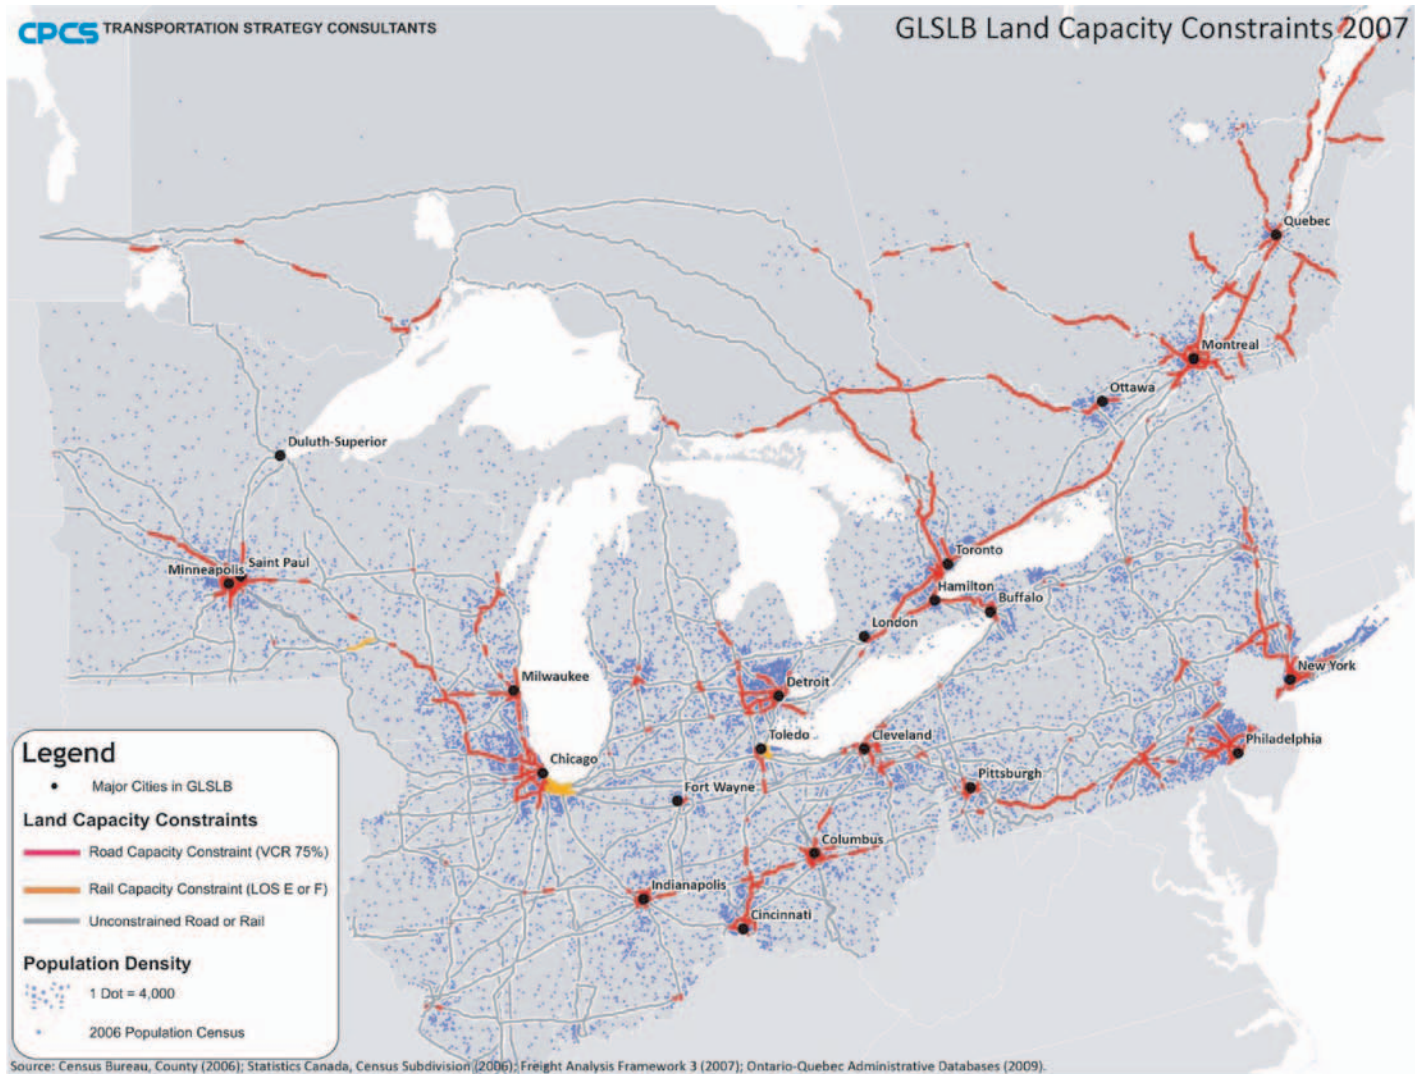 CPCS TRANSPORTATION STRATEGY CONSULTANTS
GLSLB Land Capacity Constraints 2007
Quebec
Montreal
Ottawa
Duluth-Superior
Toronto
Saint Paul
Minneapolis
Hamilton
Buffalo
London
New York
Milwaukee
Detroit
Toledo
Cleveland
Philadelphia
Chicago
Pittsburgh
Fort Wayne
Columbus
Indianapolis
Cincinnati
Legend
Major Cities in GLSLB
Land Capacity Constraints
Road Capacity Constraint (VCR 75%)
Rail Capacity Constraint (LOS E or F)
Unconstrained Road or Rail
Population Density
1 Dot = 4,000
2006 Population Census
Source: Census Bureau, County (2006); Statistics Canada, Census Subdivision (2006); Freight Analysis Framework 3 (2007); Ontario-Quebec Administrative Databases (2009).